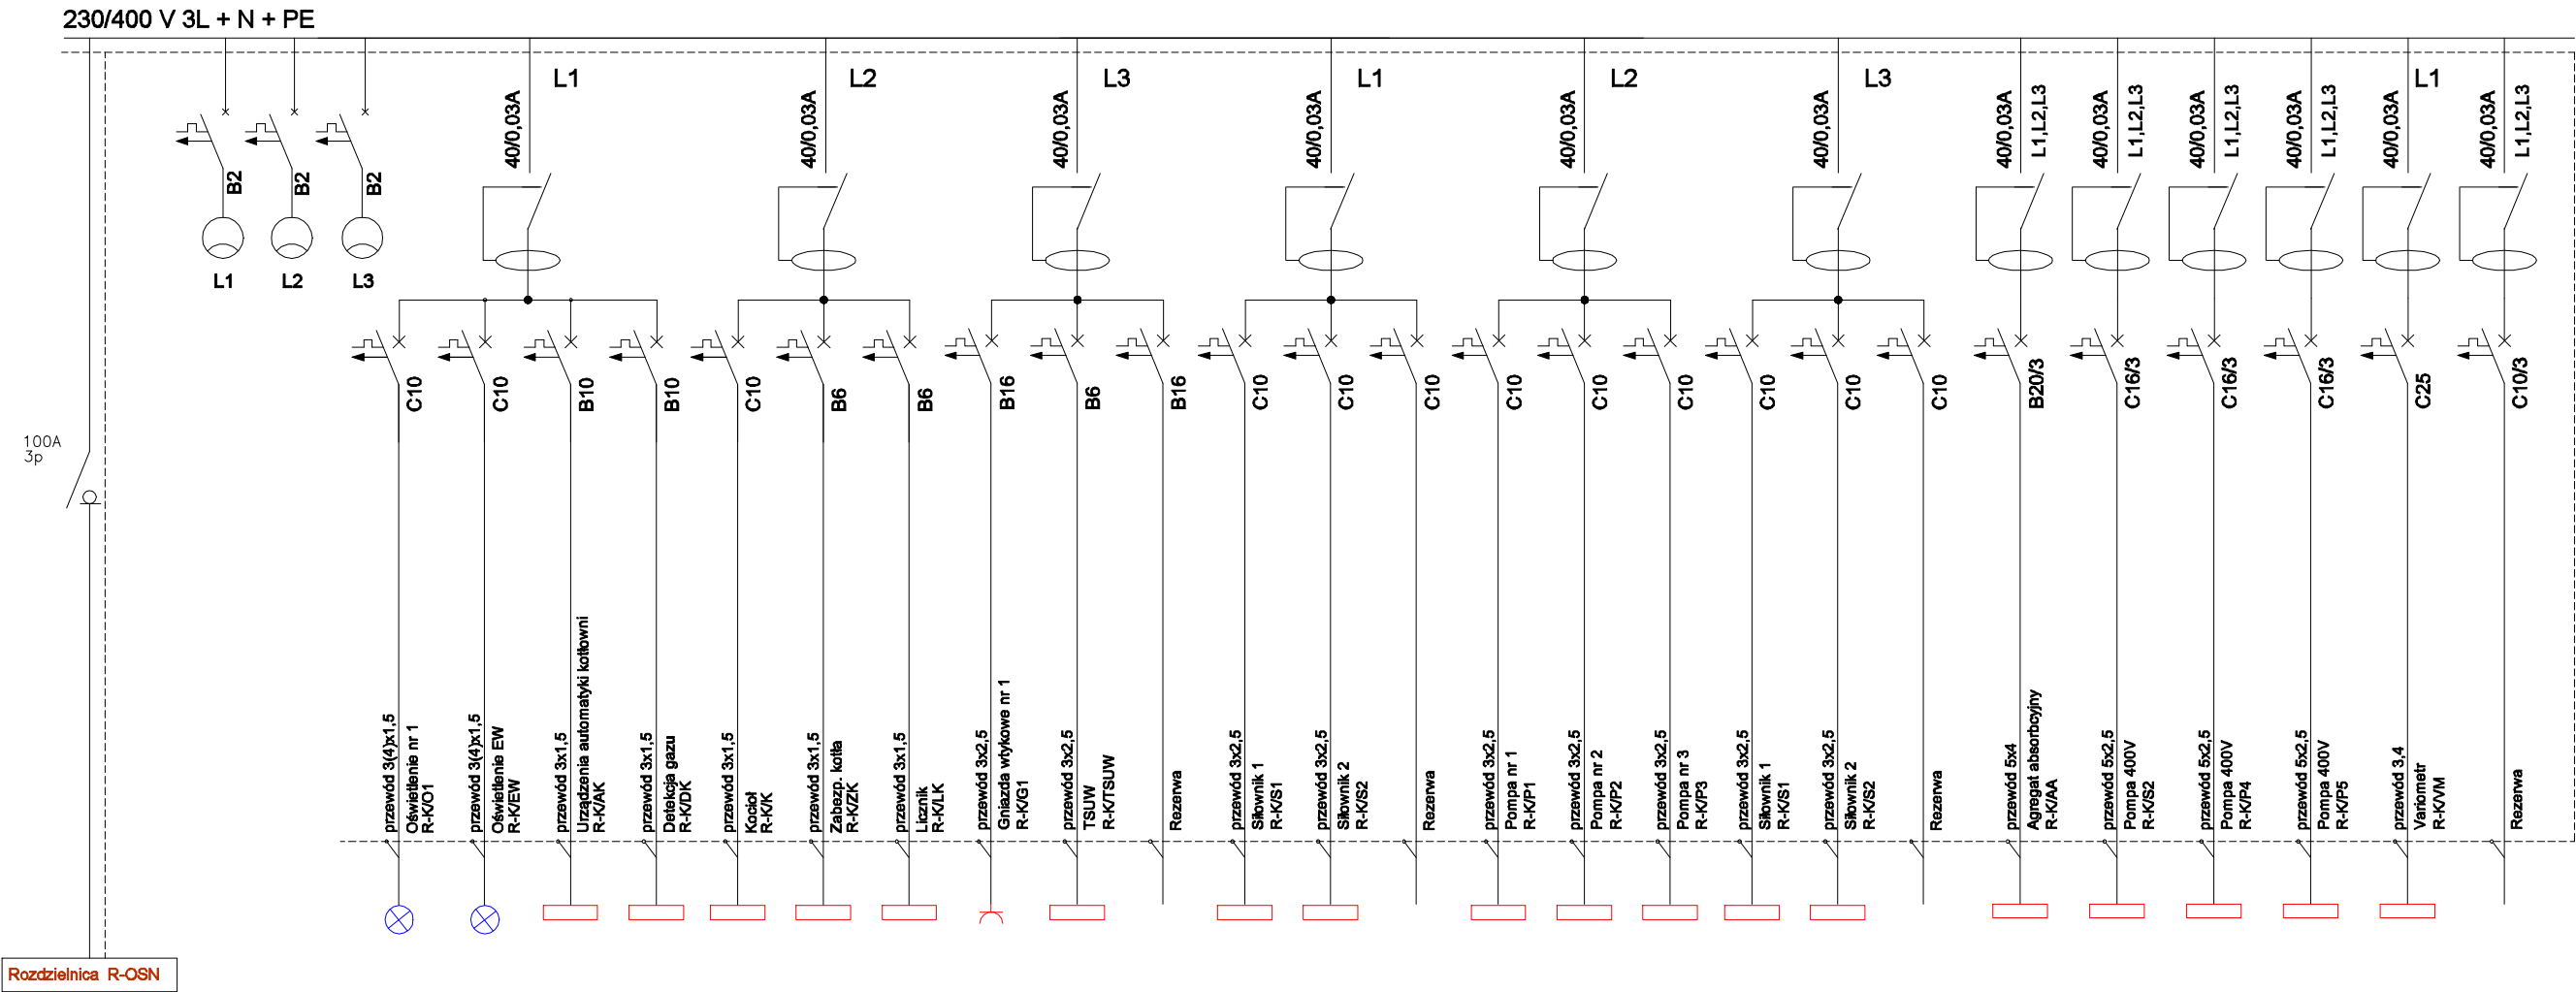 230/400 V 3L + N + PE
L1
L2
L3
L1
L2
L3
L1
40/0,03A
40/0,03A
40/0,03A
40/0,03A
40/0,03A
40/0,03A
40/0,03A
L1,L2,L3
40/0,03A
L1,L2,L3
40/0,03A
L1,L2,L3
40/0,03A
L1,L2,L3
40/0,03A
40/0,03A
L1,L2,L3
B2
B2
B2
L1
L2
L3
C10
C10
B10
B10
C10
B6
B6
B16
B6
B16
C10
C10
C10
C10
C10
C10
C10
C10
C10
B20/3
C16/3
C16/3
C16/3
C25
C10/3
100A
3p
przewód 3(4)x1,5
Oświetlenie nr 1
R-K/O1
przewód 3(4)x1,5
Oświetlenie EW
R-K/EW
przewód 3x1,5
Urządzenia automatyki kotłowni
R-K/AK
przewód 3x1,5
Detekcja gazu
R-K/DK
przewód 3x1,5
Kocioł
R-K/K
przewód 3x1,5
Zabezp. kotła
R-K/ZK
przewód 3x1,5
Licznik
R-K/LK
przewód 3x2,5
Gniazda wtykowe nr 1
R-K/G1
przewód 3x2,5
TSUW
R-K/TSUW
Rezerwa
przewód 3x2,5
Siłownik 1
R-K/S1
przewód 3x2,5
Siłownik 2
R-K/S2
Rezerwa
przewód 3x2,5
Pompa nr 1
R-K/P1
przewód 3x2,5
Pompa nr 2
R-K/P2
przewód 3x2,5
Pompa nr 3
R-K/P3
przewód 3x2,5
Siłownik 1
R-K/S1
przewód 3x2,5
Siłownik 2
R-K/S2
Rezerwa
przewód 5x4
Agregat absorbcyjny
R-K/AA
przewód 5x2,5
Pompa 400V
R-K/S2
przewód 5x2,5
Pompa 400V
R-K/P4
przewód 5x2,5
Pompa 400V
R-K/P5
przewód 3,4
Variometr
R-K/VM
Rezerwa
Rozdzielnica R-OSN